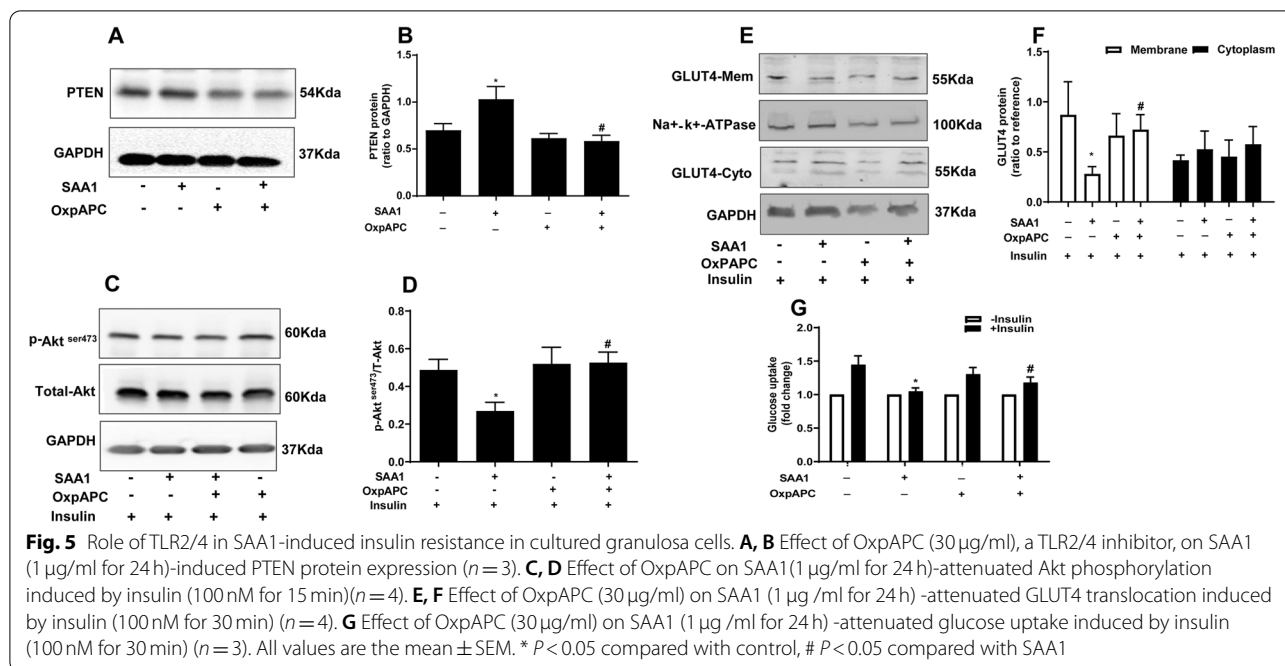 A
PTEN
54Kda
GAPDH
37Kda
SAA1 - + - +
OxpAPC - - + +
B
PTEN protein
(ratio to GAPDH)
1.5
1.0
0.5
0.0
*
#
SAA1 – + – +
OxpAPC – – + +
C
p-Akt ser473
60Kda
Total-Akt
60Kda
GAPDH
37Kda
SAA1 - + + -
OxpAPC - - + +
Insulin + + + +
D
p-Akt ser473/T-Akt
0.6
0.4
0.2
0.0
*
#
SAA1 - + - +
OxpAPC - - + +
Insulin + + + +
E
GLUT4-Mem
55Kda
Na+-k+-ATPase
100Kda
GLUT4-Cyto
55Kda
GAPDH
37Kda
SAA1 - + - +
OxPAPC - - + +
Insulin + + + +
F
Membrane Cytoplasm
GLUT4 protein
(ratio to reference)
1.5
1.0
0.5
0.0
*
#
SAA1 – + – + – + – +
OxpAPC – – + + – – + +
Insulin + + + + + + + +
G
-Insulin
+Insulin
Glucose uptake
(fold change)
2.0
1.5
1.0
0.5
0.0
*
#
SAA1 – + – +
OxpAPC – – + +
Fig. 5 Role of TLR2/4 in SAA1-induced insulin resistance in cultured granulosa cells. A, B Effect of OxpAPC (30 μg/ml), a TLR2/4 inhibitor, on SAA1
(1 μg/ml for 24 h)-induced PTEN protein expression (n = 3). C, D Effect of OxpAPC on SAA1(1 μg/ml for 24 h)-attenuated Akt phosphorylation
induced by insulin (100 nM for 15 min)(n = 4). E, F Effect of OxpAPC (30 μg/ml) on SAA1 (1 μg /ml for 24 h) -attenuated GLUT4 translocation induced
by insulin (100 nM for 30 min) (n = 4). G Effect of OxpAPC (30 μg/ml) on SAA1 (1 μg /ml for 24 h) -attenuated glucose uptake induced by insulin
(100 nM for 30 min) (n = 3). All values are the mean ± SEM. * P < 0.05 compared with control, # P < 0.05 compared with SAA1